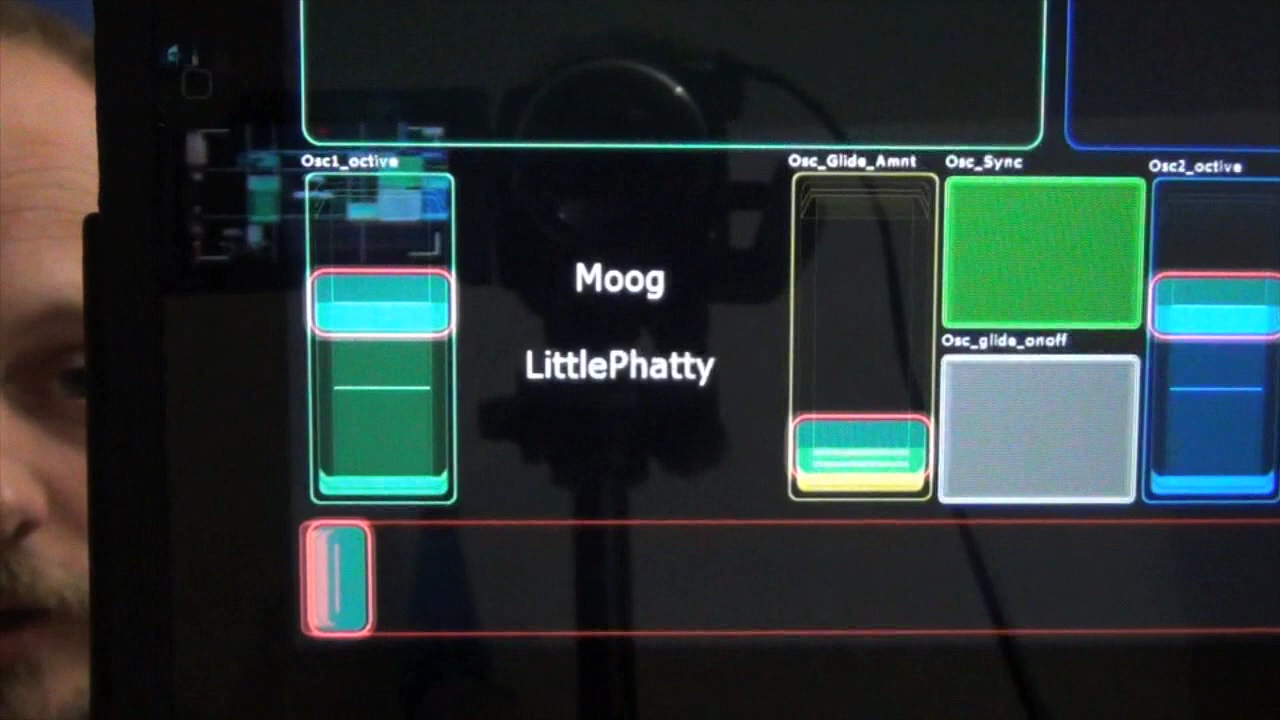 Osc1_octive
Osc_Glide_Amnt
Osc_Sync
Osc2_octive
Moog
LittlePhatty
Osc_glide_onoff